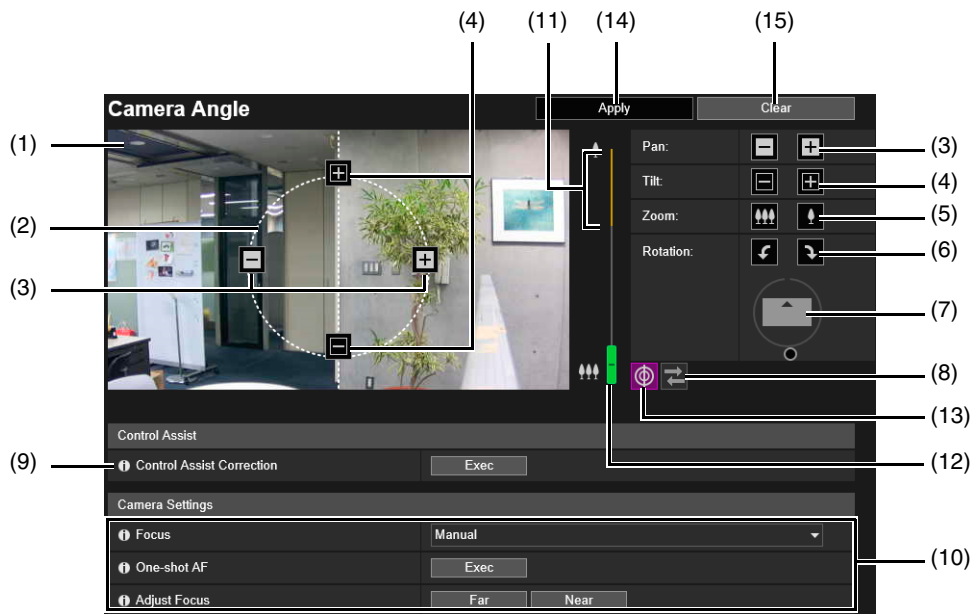 (4) (11) (14) (15)
Camera Angle Apply Clear
(1)
Pan: (3)
Tilt: (4)
(2)
Zoom: (5)
Rotation: (6)
(3)
(7)
(8)
(13)
Control Assist
(9) Control Assist Correction Exec (12)
Camera Settings
Focus Manual
(10)
One-shot AF Exec
Adjust Focus Far Near